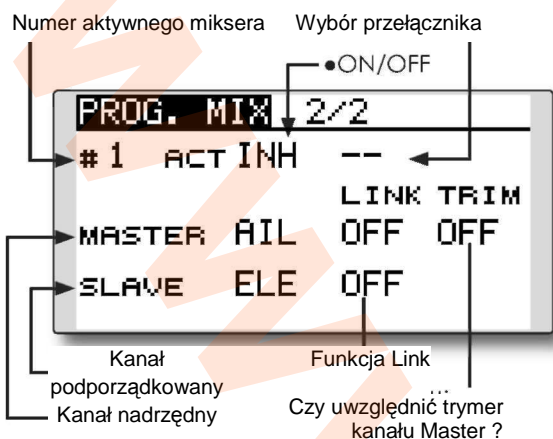 Numer aktywnego miksera
Wybór przełącznika
●ON/OFF
PROG. MIX 2/2
#1 ACT INH --
LINK TRIM
MASTER AIL OFF OFF
SLAVE ELE OFF
Kanał
podporządkowany
Kanał nadrzędny
Funkcja Link
...
Czy uwzględnić trymer
kanału Master ?